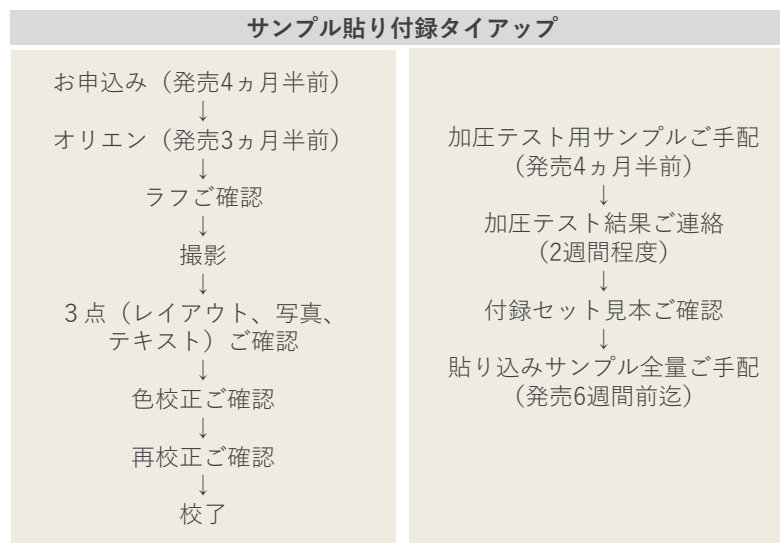 サンプル貼り付録タイアップ
お申込み（発売4ヵ月半前）
↓
オリエン（発売3ヵ月半前）
↓
ラフご確認
↓
撮影
↓
３点（レイアウト、写真、
テキスト）ご確認
↓
色校正ご確認
↓
再校正ご確認
↓
校了
加圧テスト用サンプルご手配
（発売4ヵ月半前）
↓
加圧テスト結果ご連絡
（2週間程度）
↓
付録セット見本ご確認
↓
貼り込みサンプル全量ご手配
（発売6週間前迄）